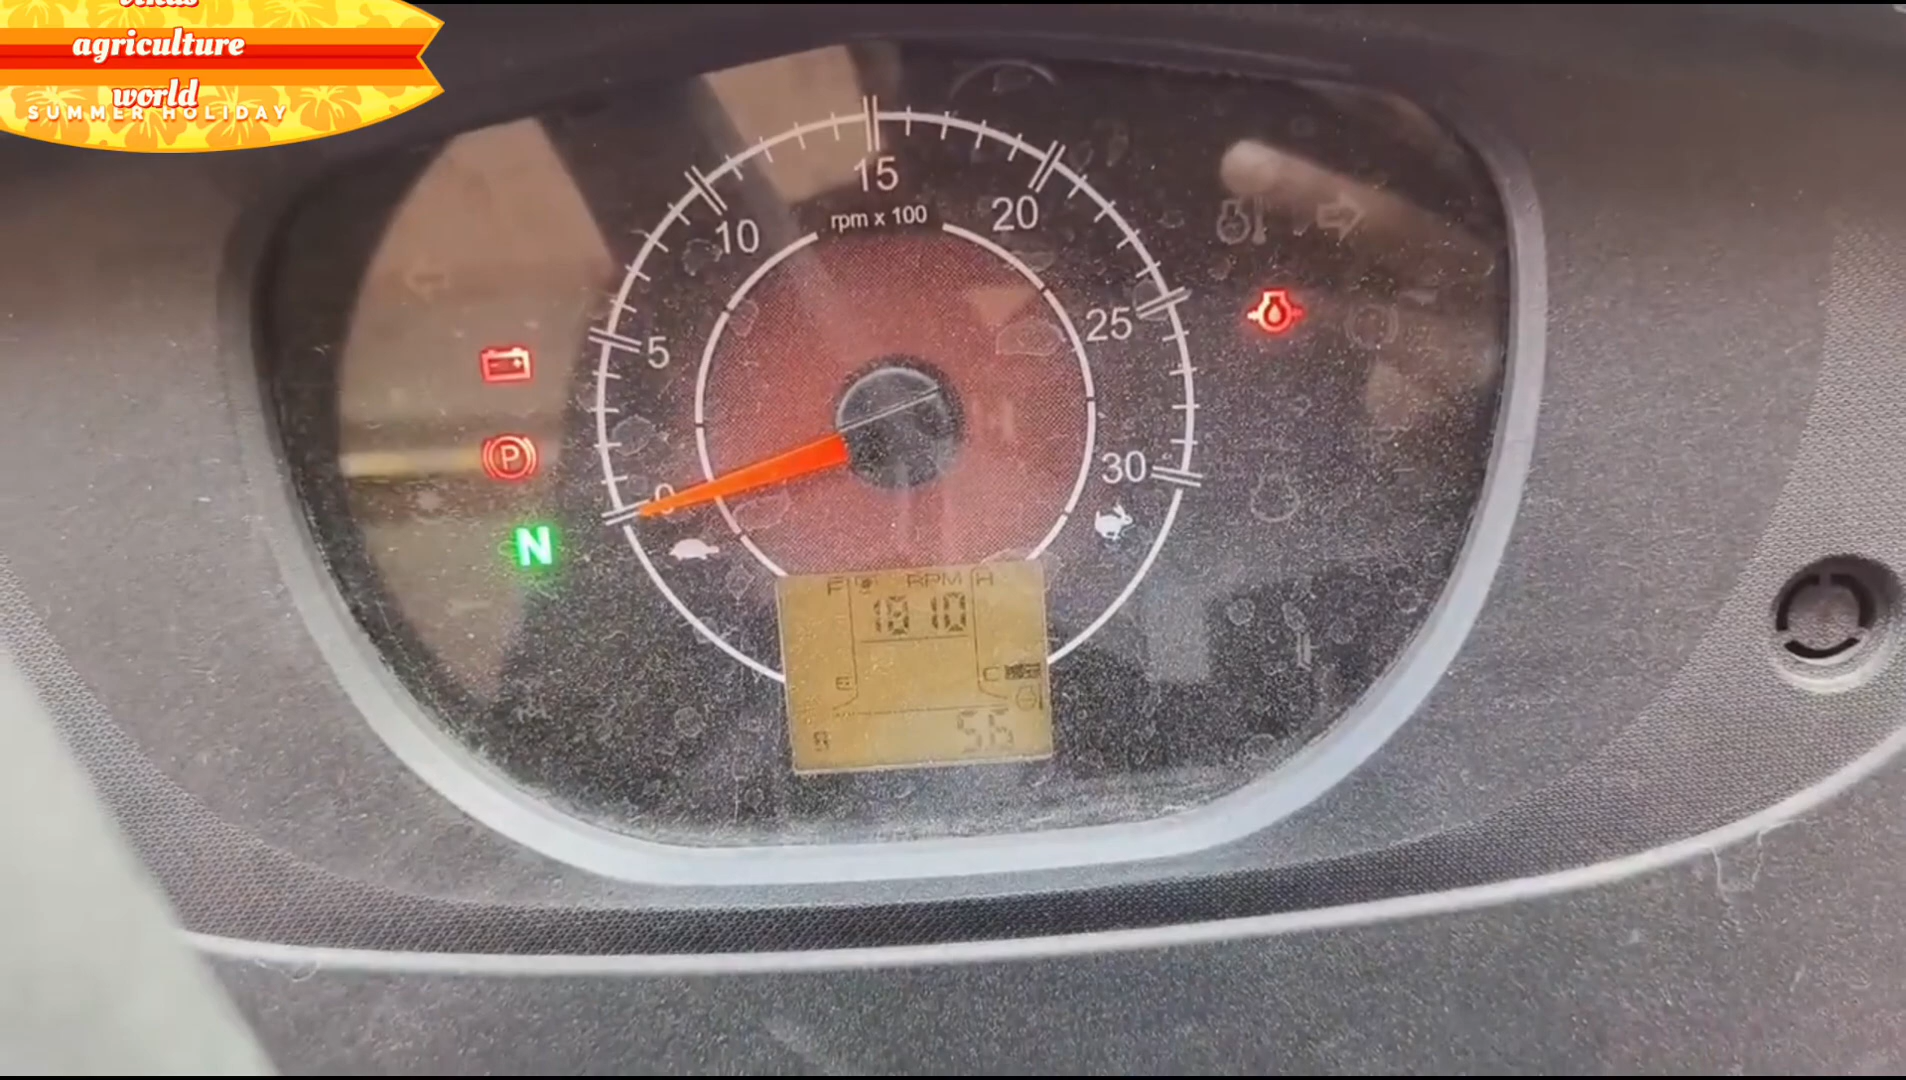 agriculture
world
SUMMER HOLIDAY
15
rpm x 100
10
20
5
25
P
30
0
N
F RPM H
1810
E C
56